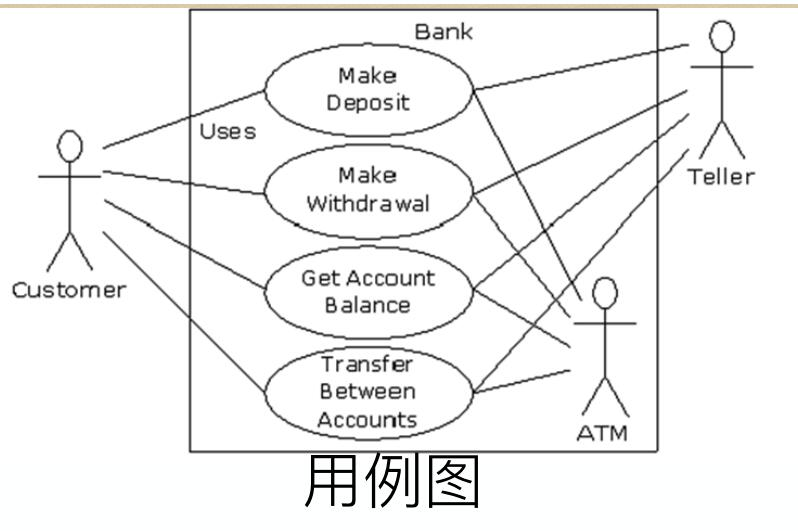 Bank
Make
Deposit
Uses
Make
Withdrawal
Teller
Customer
Get Account
Balance
Transfer
Between
Accounts
ATM
用例图